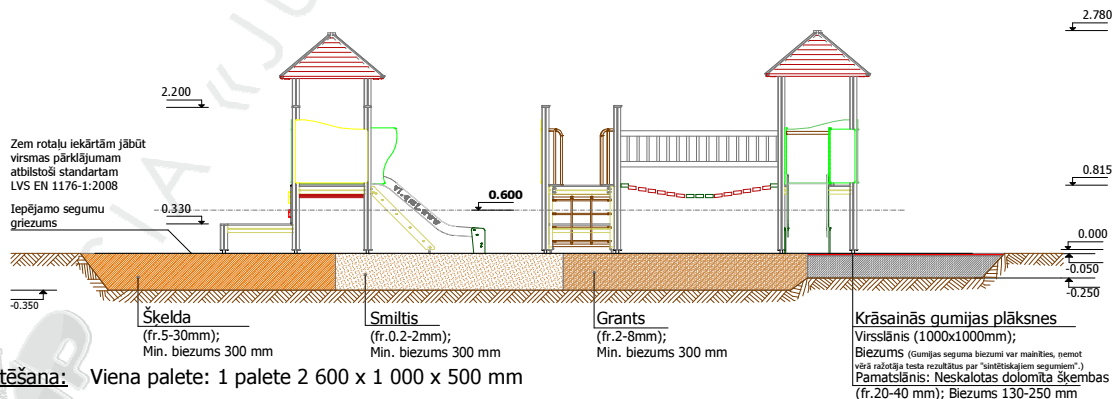 2.780
2.200
Zem rotaļu iekārtām jābūt
virsmas pārklājumam
atbilstoši standartam
LVS EN 1176-1:2008
0.815
0.600
Iepējamo segumu
griezums
0.330
0.000
-0.050
-0.250
-0.350
Šķelda
(fr.5-30mm);
Min. biezums 300 mm
Smiltis
(fr.0.2-2mm);
Min. biezums 300 mm
Grants
(fr.2-8mm);
Min. biezums 300 mm
Krāsainās gumijas plāksnes
Virsslānis (1000x1000mm);
Biezums (Gumijas seguma biezumi var mainīties, ņemot
vērā ražotāja testa rezultātus par "sintētiskajiem segumiem".)
Pamatslānis: Neskalotas dolomīta šķembas
(fr.20-40 mm); Biezums 130-250 mm
tēšana: Viena palete: 1 palete 2 600 x 1 000 x 500 mm
SIA «JU